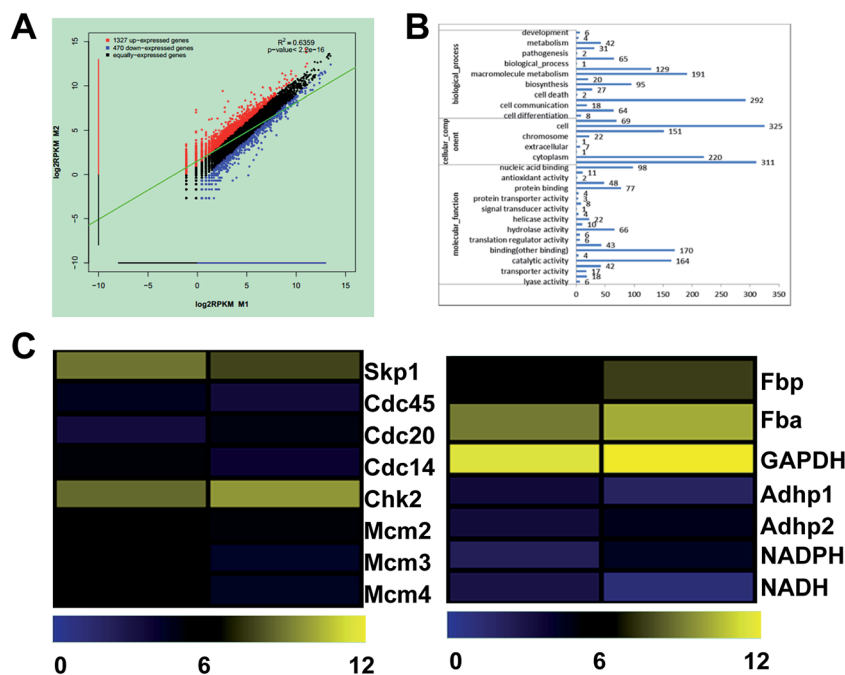 A
1327 up-expressed genes
470 down-expressed genes
equally-expressed genes
R² = 0.6359
p-value< 2.2e-16
log2RPKM M2
15
10
5
0
−5
−10
−10
−5
0
5
10
15
log2RPKM M1
B
biological_process
cellular_comp
onent
molecular_function
development 6
4
metabolism 42
31
pathogenesis 2
65
biological_process 1
129
macromolecule metabolism 191
20
biosynthesis 95
27
cell death 2
292
cell communication 18
64
cell differentiation 8
69
cell 325
151
chromosome 22
1
extracellular 7
1
cytoplasm 220
311
nucleic acid binding 98
11
antioxidant activity 2
48
protein binding 77
4
protein transporter activity 3
8
signal transducer activity 1
4
helicase activity 22
10
hydrolase activity 66
6
translation regulator activity 6
43
binding(other binding) 170
4
catalytic activity 164
42
transporter activity 17
18
lyase activity 6
0 50 100 150 200 250 300 350
C
Skp1
Cdc45
Cdc20
Cdc14
Chk2
Mcm2
Mcm3
Mcm4
0 6 12
Fbp
Fba
GAPDH
Adhp1
Adhp2
NADPH
NADH
0 6 12